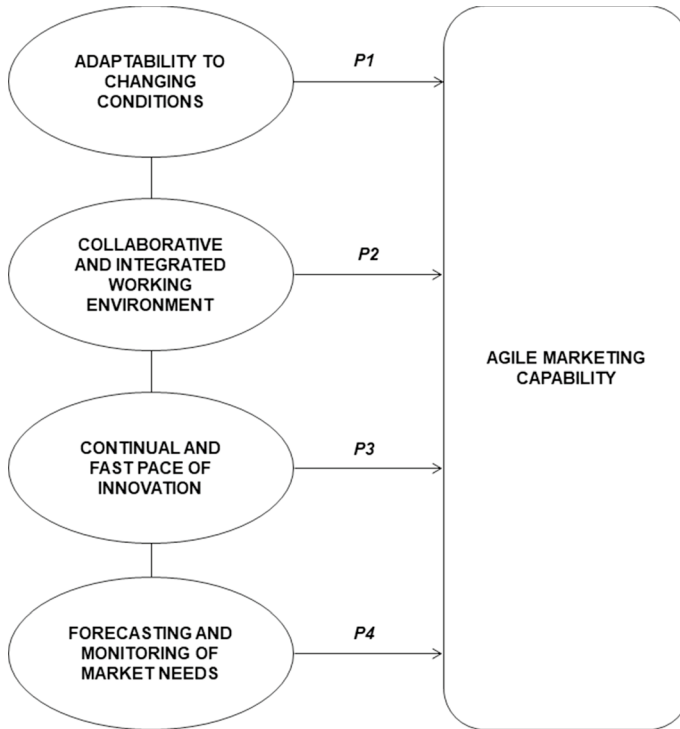 ADAPTABILITY TO
CHANGING
CONDITIONS
P1
COLLABORATIVE
AND INTEGRATED
WORKING
ENVIRONMENT
P2
AGILE MARKETING
CAPABILITY
CONTINUAL AND
FAST PACE OF
INNOVATION
P3
FORECASTING AND
MONITORING OF
MARKET NEEDS
P4